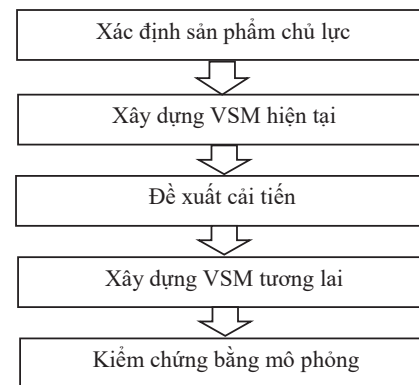 Xác định sản phẩm chủ lực
Xây dựng VSM hiện tại
Đề xuất cải tiến
Xây dựng VSM tương lai
Kiểm chứng bằng mô phỏng